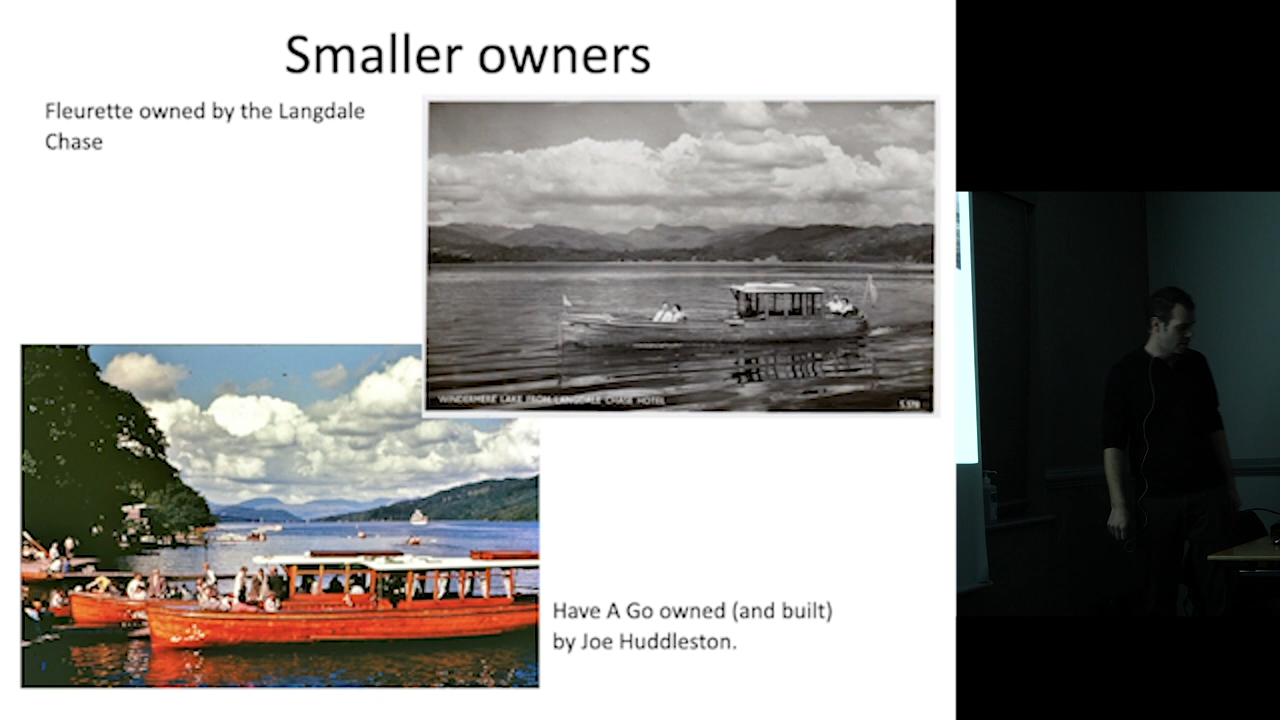 Smaller owners
Fleurette owned by the Langdale
Chase
WINDERMERE LAKE FROM LANGDALE CHASE HOTEL
Have A Go owned (and built)
by Joe Huddleston.